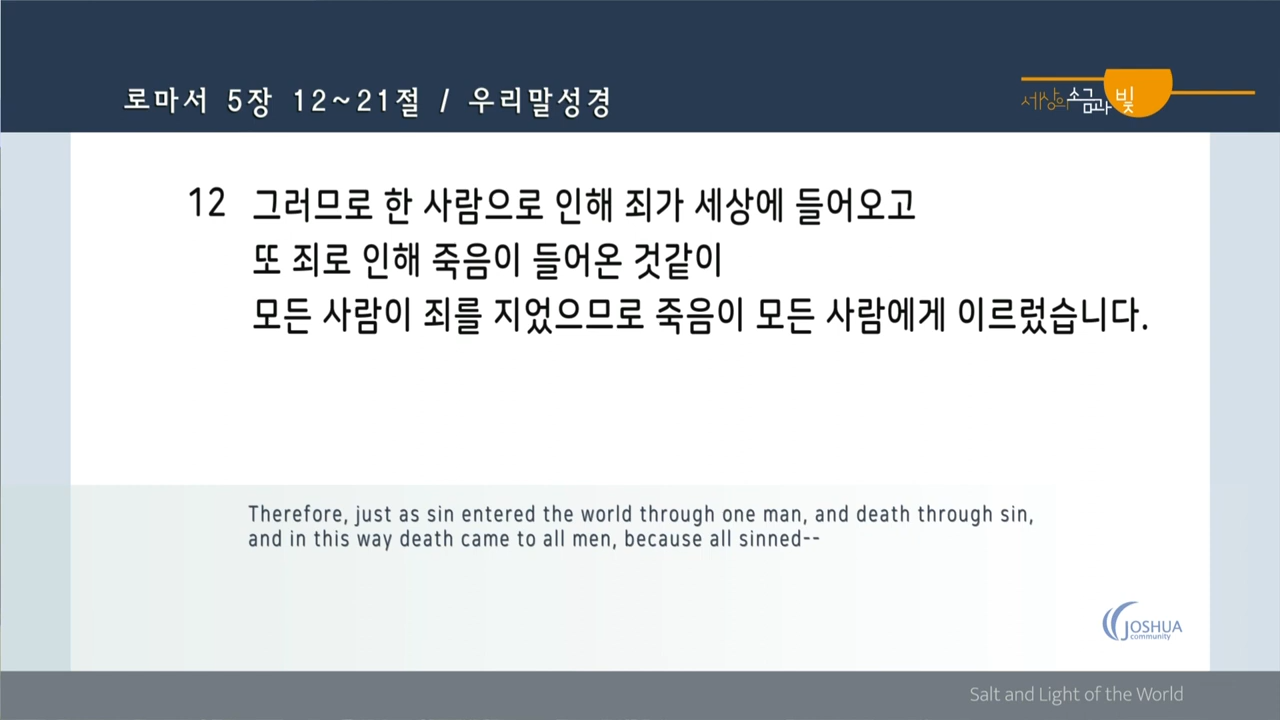 로마서 5장 12~21절 / 우리말성경
세상의 소금과 빛
12 그러므로 한 사람으로 인해 죄가 세상에 들어오고
또 죄로 인해 죽음이 들어온 것같이
모든 사람이 죄를 지었으므로 죽음이 모든 사람에게 이르렀습니다.
Therefore, just as sin entered the world through one man, and death through sin,
and in this way death came to all men, because all sinned--
JOSHUA
community
Salt and Light of the World